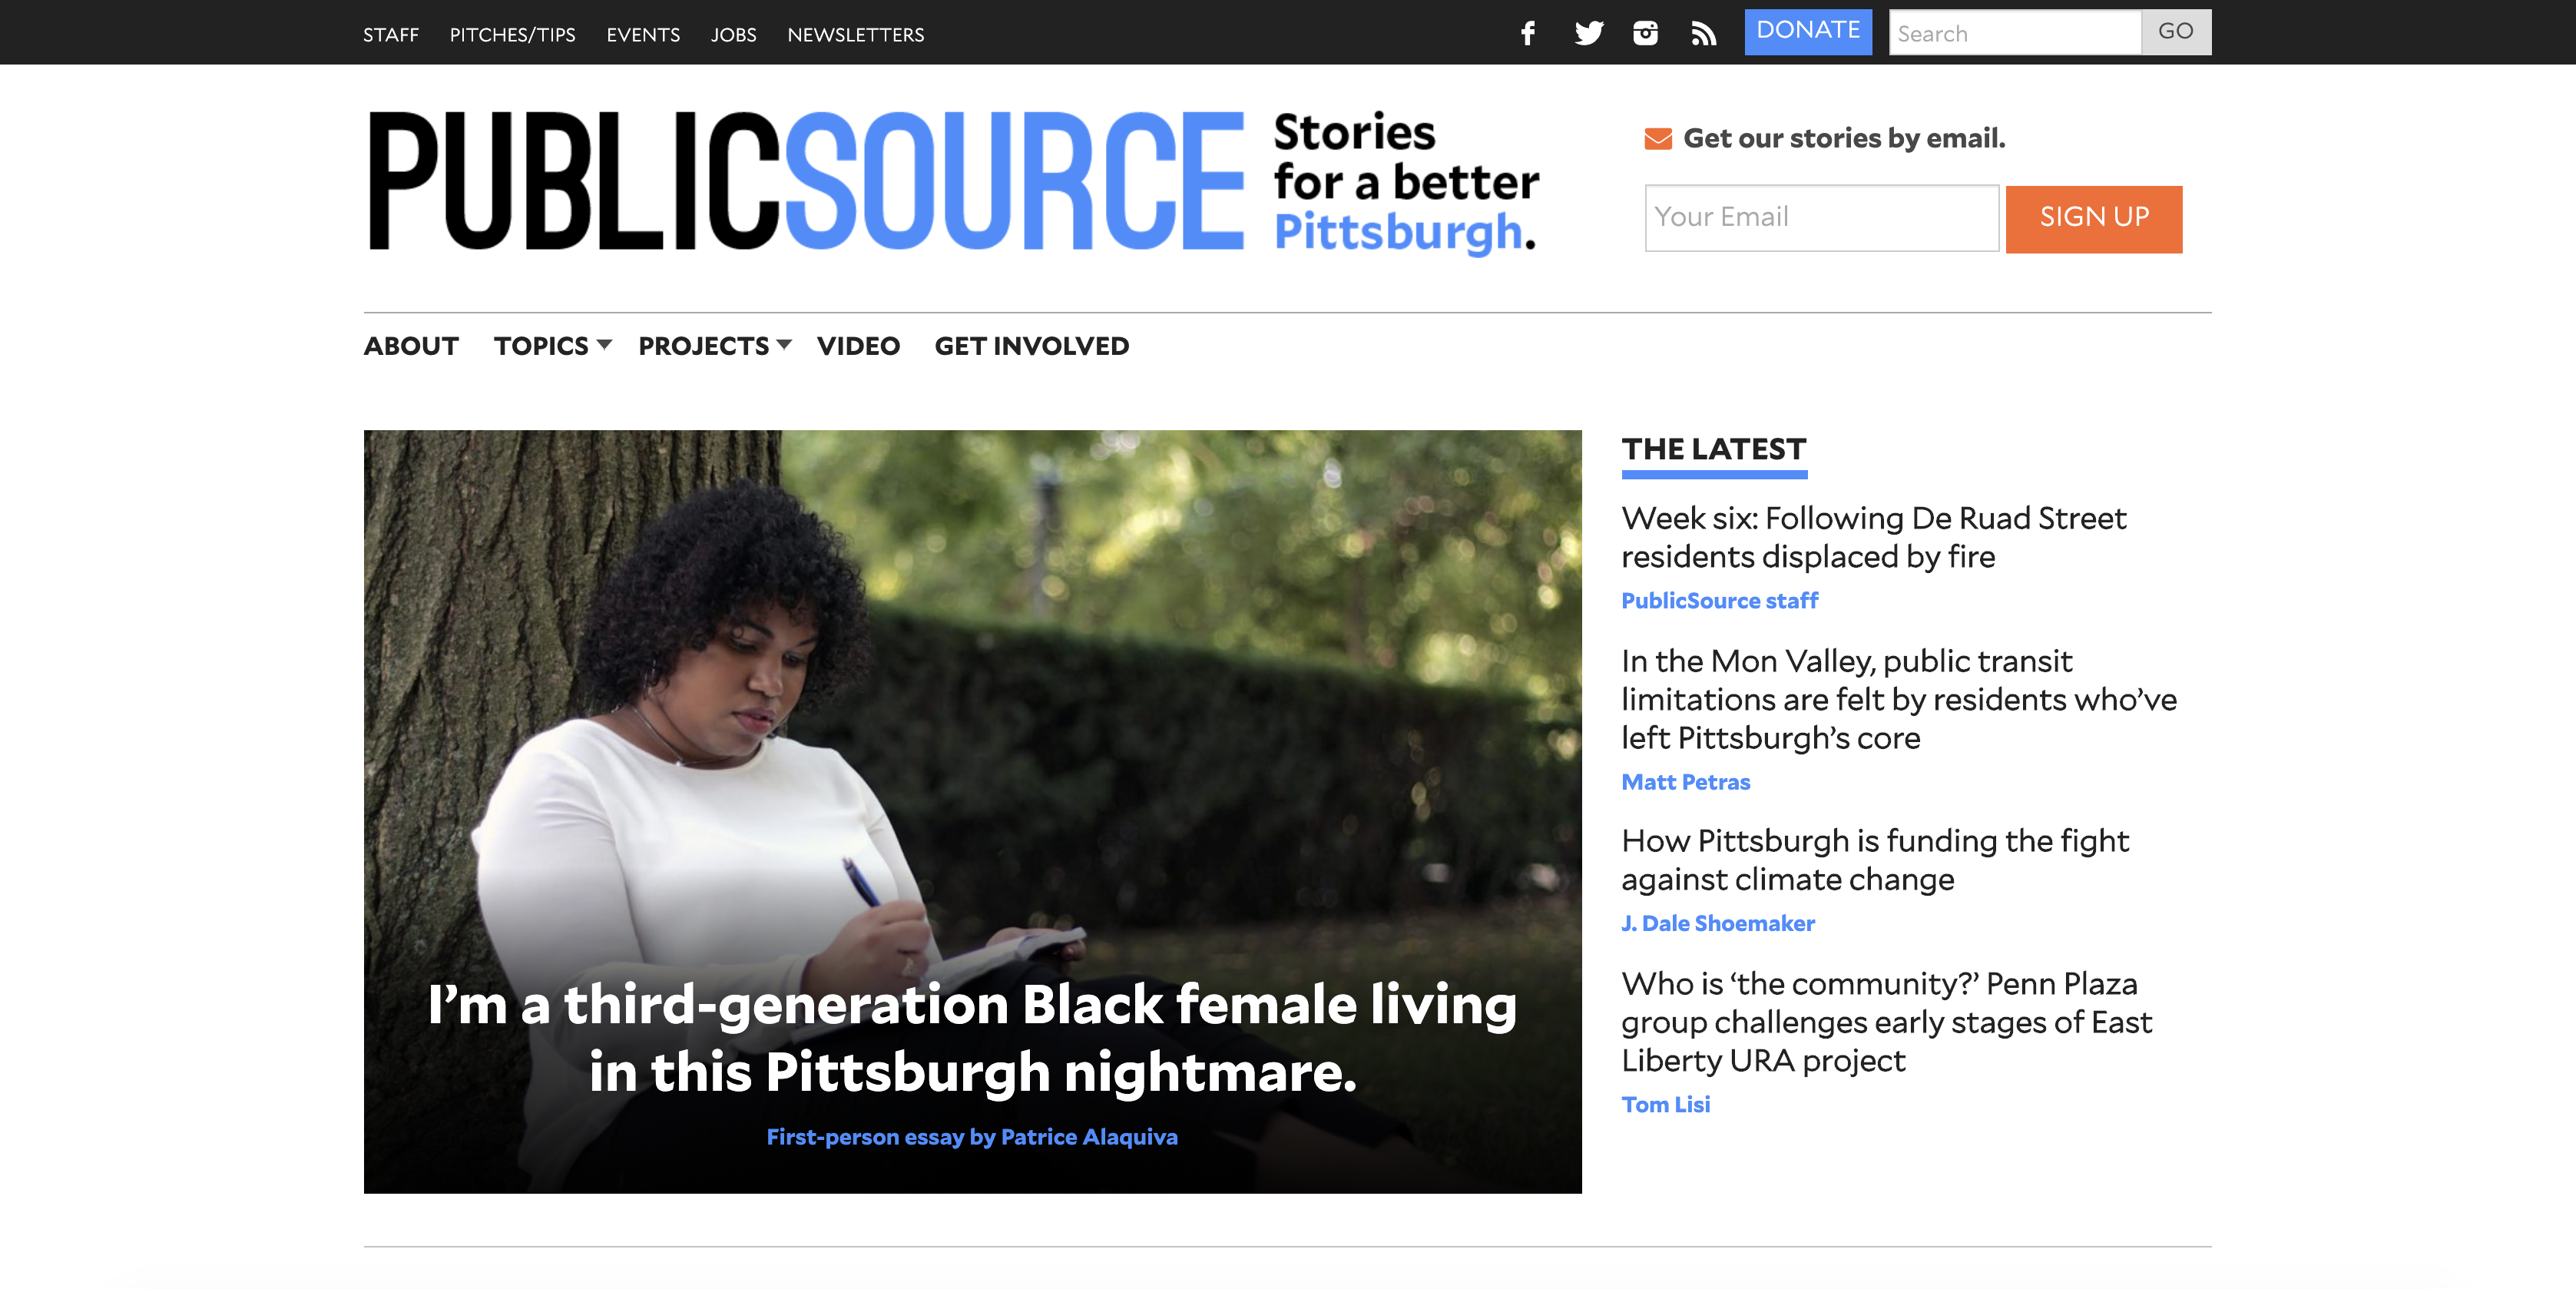 STAFF PITCHES/TIPS EVENTS JOBS NEWSLETTERS DONATE Search GO
PUBLICSOURCE
Stories
for a better
Pittsburgh.
Get our stories by email.
Your Email SIGN UP
ABOUT TOPICS PROJECTS VIDEO GET INVOLVED
I’m a third-generation Black female living
in this Pittsburgh nightmare.
First-person essay by Patrice Alaquiva
THE LATEST
Week six: Following De Ruad Street
residents displaced by fire
PublicSource staff
In the Mon Valley, public transit
limitations are felt by residents who’ve
left Pittsburgh’s core
Matt Petras
How Pittsburgh is funding the fight
against climate change
J. Dale Shoemaker
Who is ‘the community?’ Penn Plaza
group challenges early stages of East
Liberty URA project
Tom Lisi